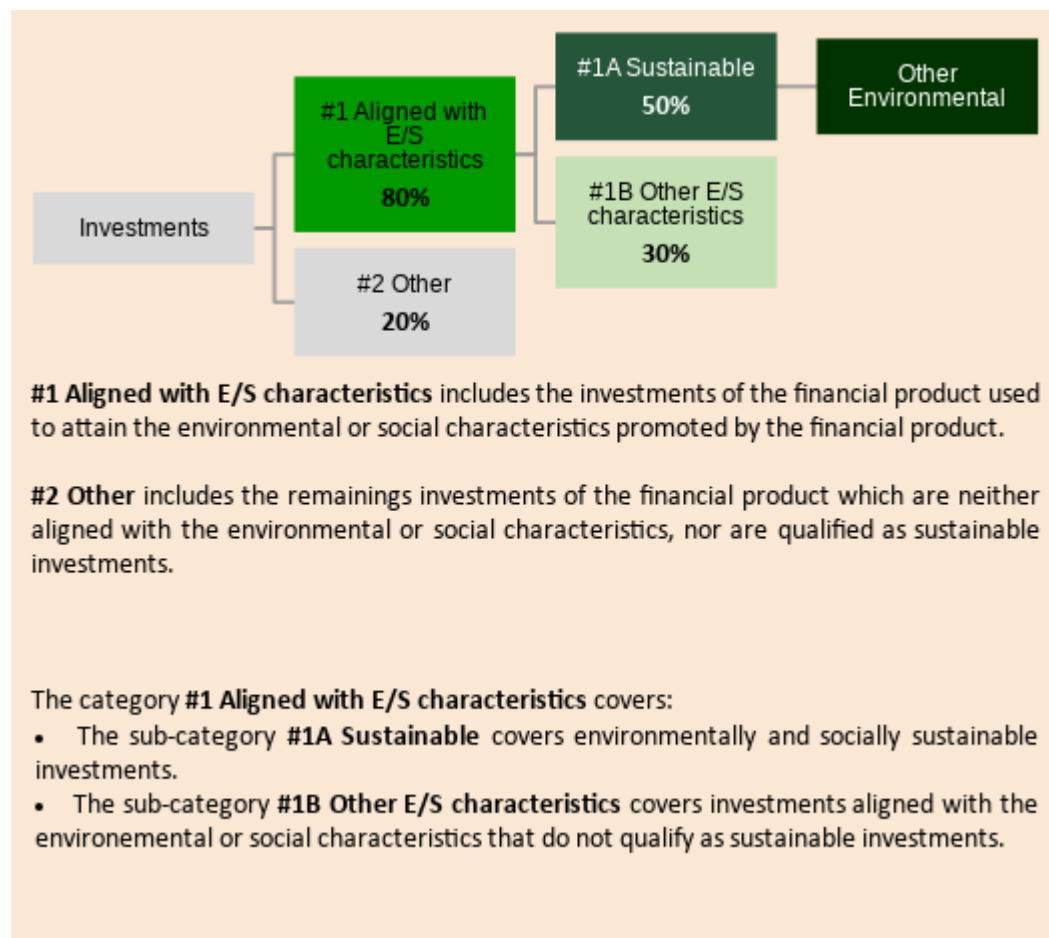 #1A Sustainable
50%
Other
Environmental
#1 Aligned with
E/S
characteristics
80%
#1B Other E/S
characteristics
30%
Investments
#2 Other
20%
#1 Aligned with E/S characteristics includes the investments of the financial product used
to attain the environmental or social characteristics promoted by the financial product.
#2 Other includes the remainings investments of the financial product which are neither
aligned with the environmental or social characteristics, nor are qualified as sustainable
investments.
The category #1 Aligned with E/S characteristics covers:
• The sub-category #1A Sustainable covers environmentally and socially sustainable
investments.
• The sub-category #1B Other E/S characteristics covers investments aligned with the
environemental or social characteristics that do not qualify as sustainable investments.